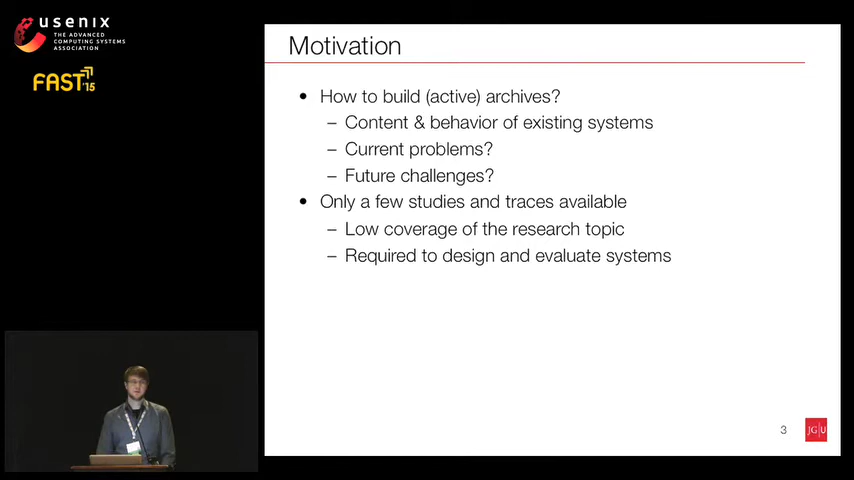 usenix
THE ADVANCED
COMPUTING SYSTEMS
ASSOCIATION
FAST '15
Motivation
• How to build (active) archives?
– Content & behavior of existing systems
– Current problems?
– Future challenges?
• Only a few studies and traces available
– Low coverage of the research topic
– Required to design and evaluate systems
3
JG|U